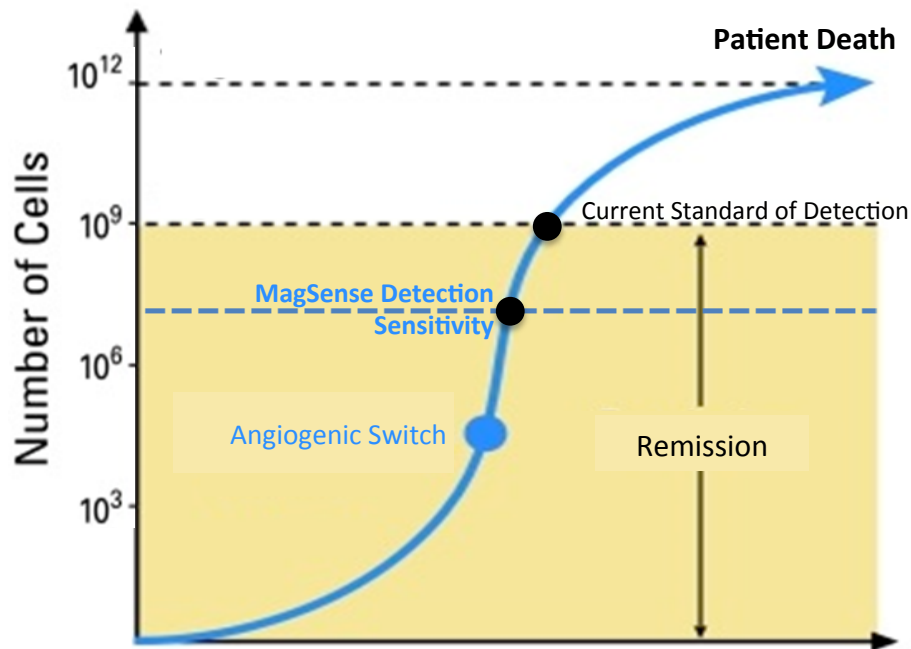 Patient Death
10¹²
Number of Cells
Current Standard of Detection
10⁹
MagSense Detection
Sensitivity
10⁶
Angiogenic Switch
Remission
10³